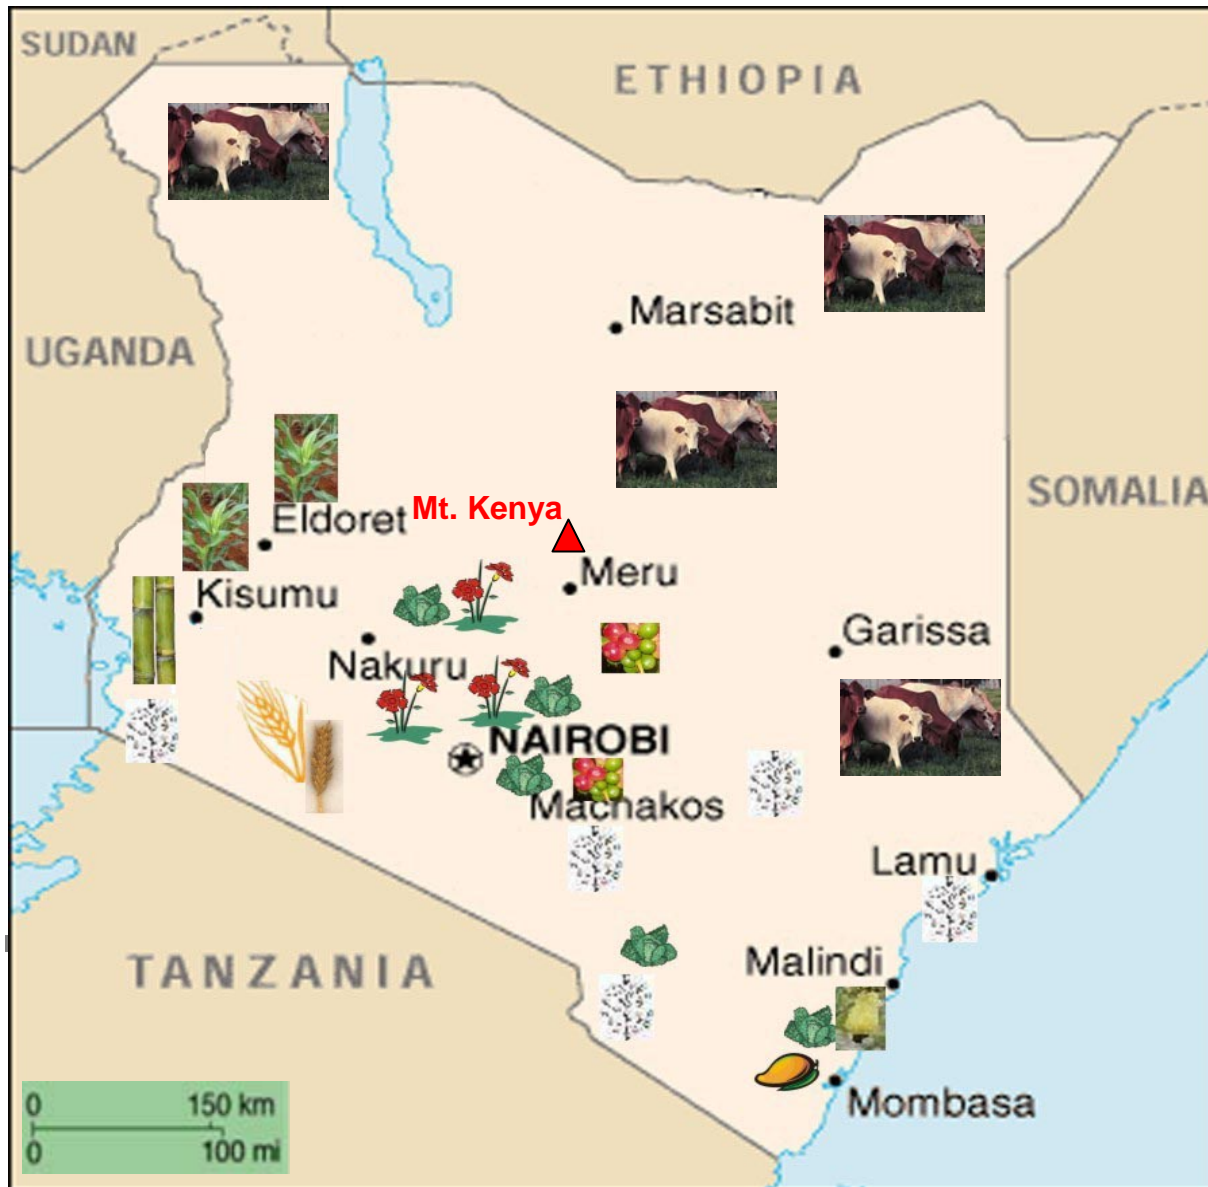 SUDAN
ETHIOPIA
Marsabit
UGANDA
SOMALIA
Mt. Kenya
Eldoret
Meru
Kisumu
Garissa
Nakuru
NAIROBI
Machakos
Lamu
Malindi
TANZANIA
Mombasa
0 150 km
0 100 mi